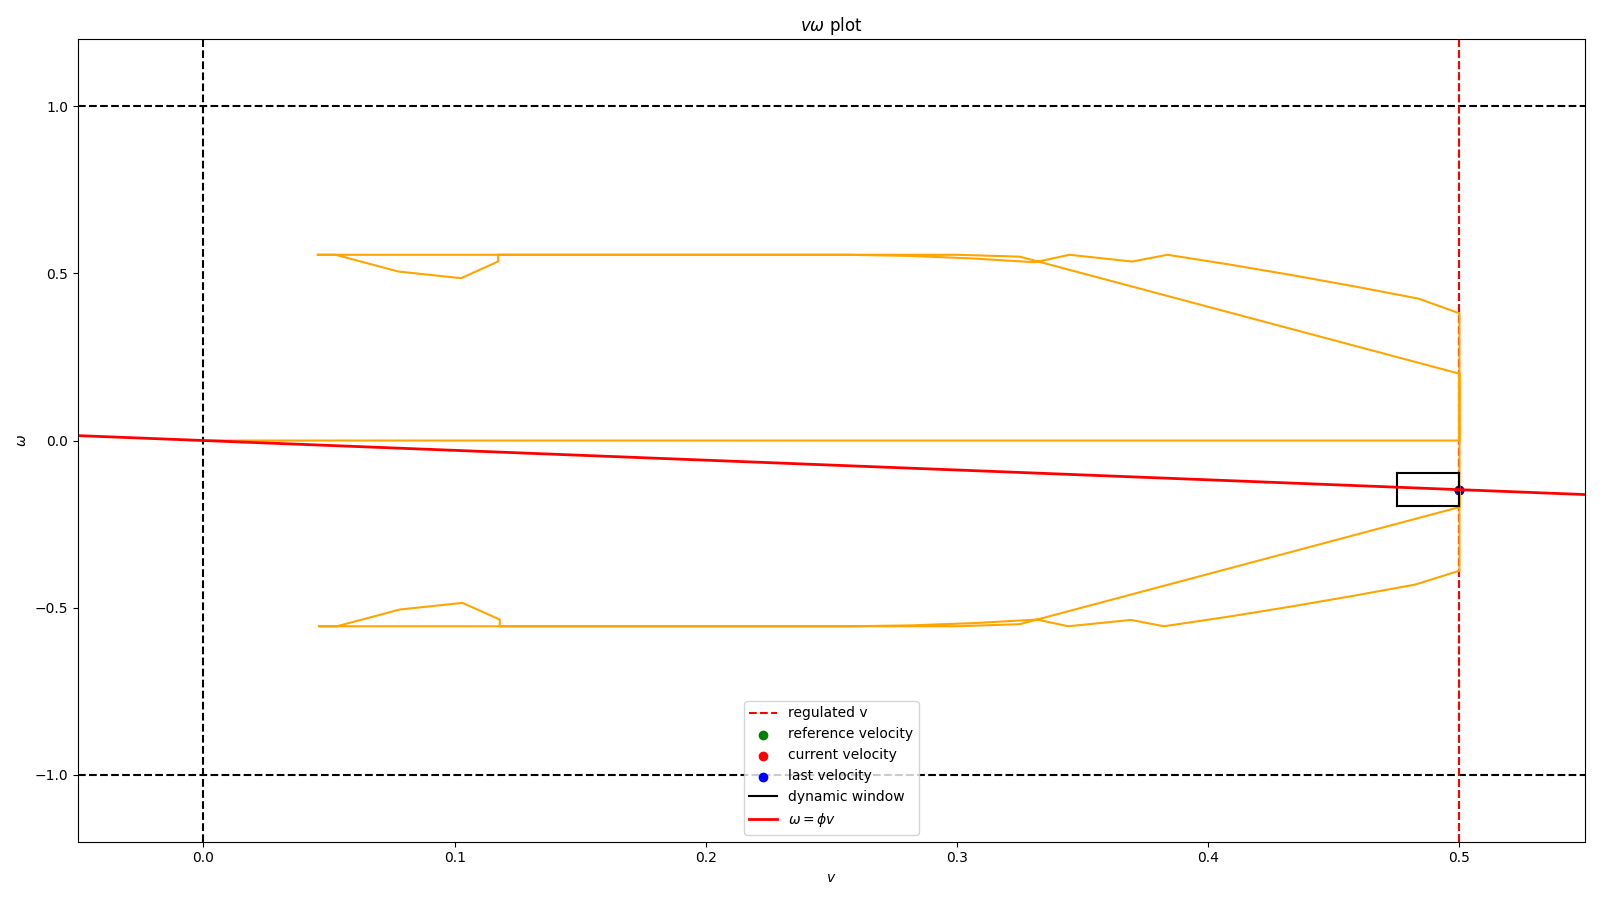 vω plot
1.0
0.5
0.0
−0.5
−1.0
ω
0.0 0.1 0.2 0.3 0.4 0.5
v
regulated v
reference velocity
current velocity
last velocity
dynamic window
ω = ϕv